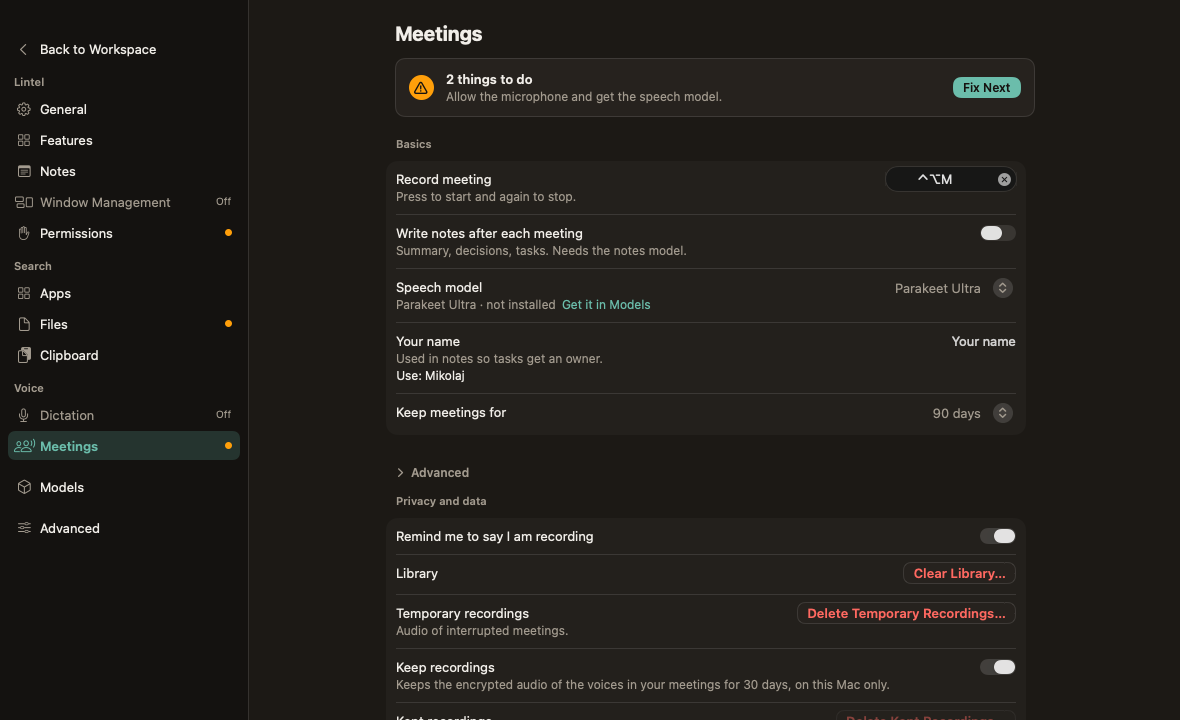 Back to Workspace
Lintel
General
Features
Notes
Window Management Off
Permissions
Search
Apps
Files
Clipboard
Voice
Dictation Off
Meetings
Models
Advanced
Meetings
2 things to do
Allow the microphone and get the speech model.
Fix Next
Basics
Record meeting
Press to start and again to stop.
⌃⌥M
Write notes after each meeting
Summary, decisions, tasks. Needs the notes model.
Speech model
Parakeet Ultra · not installed Get it in Models
Parakeet Ultra
Your name
Used in notes so tasks get an owner.
Use: Mikolaj
Your name
Keep meetings for
90 days
Advanced
Privacy and data
Remind me to say I am recording
Library
Clear Library...
Temporary recordings
Audio of interrupted meetings.
Delete Temporary Recordings...
Keep recordings
Keeps the encrypted audio of the voices in your meetings for 30 days, on this Mac only.
Kept recordings
Delete Kept Recordings...